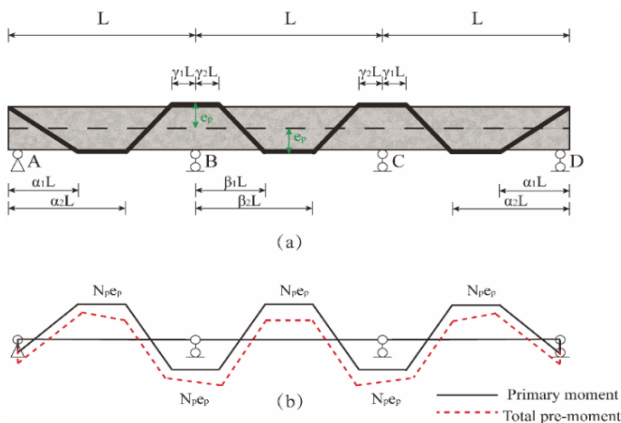 L L L
γ₁L γ₂L γ₂L γ₁L
eₚ
eₚ
A B C D
α₁L β₁L α₁L
α₂L β₂L α₂L
(a)
Nₚeₚ Nₚeₚ Nₚeₚ
Nₚeₚ (b) Nₚeₚ
Primary moment
Total pre-moment